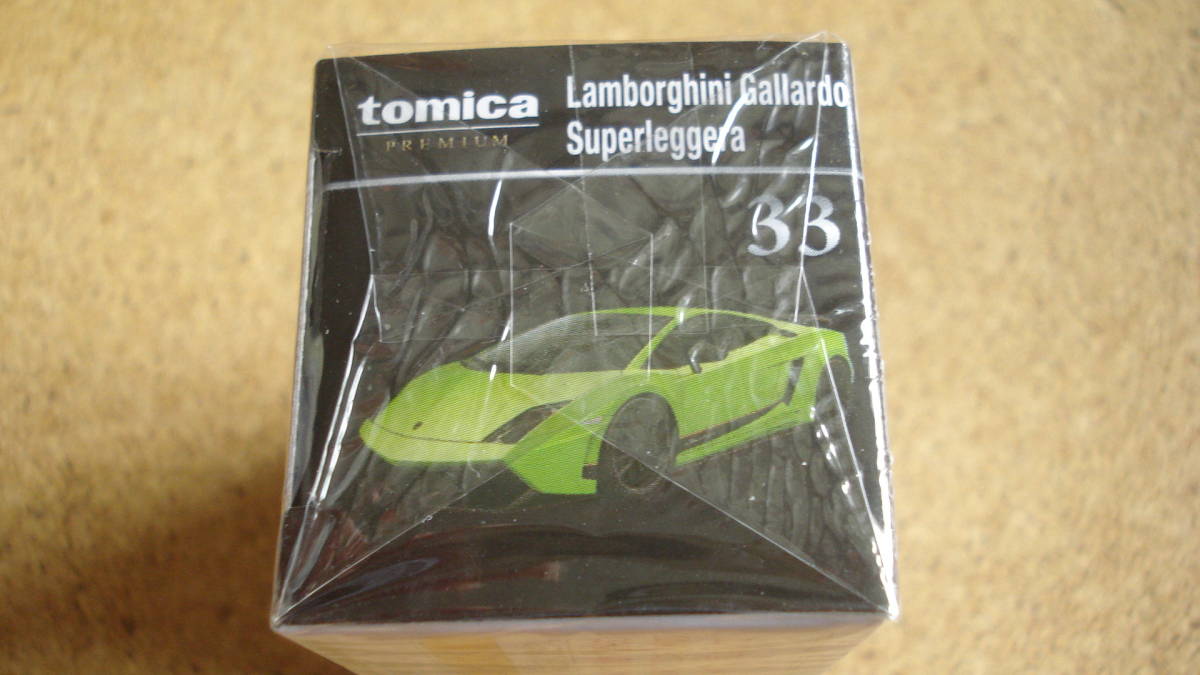 tomica
PREMIUM
Lamborghini Gallardo
Superleggera
33